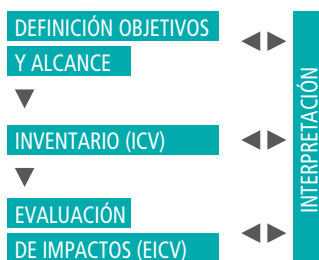 DEFINICIÓN OBJETIVOS
Y ALCANCE
INVENTARIO (ICV)
EVALUACIÓN
DE IMPACTOS (EICV)
INTERPRETACIÓN